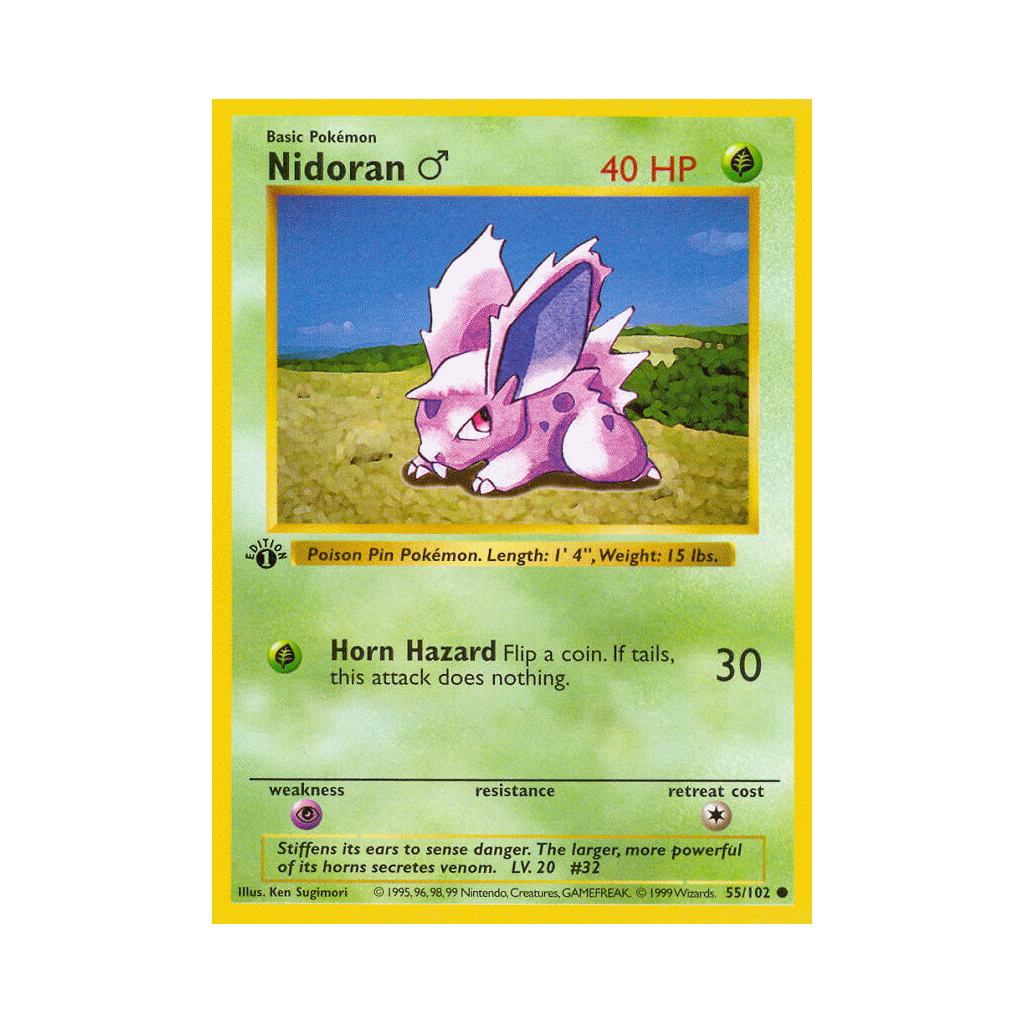 Basic Pokémon
Nidoran ♂
40 HP
EDITION
1
Poison Pin Pokémon. Length: 1' 4", Weight: 15 lbs.
Horn Hazard Flip a coin. If tails,
this attack does nothing.
30
weakness resistance retreat cost
Stiffens its ears to sense danger. The larger, more powerful
of its horns secretes venom. LV. 20 #32
Illus. Ken Sugimori © 1995, 96, 98, 99 Nintendo, Creatures, GAMEFREAK. © 1999 Wizards. 55/102 ●